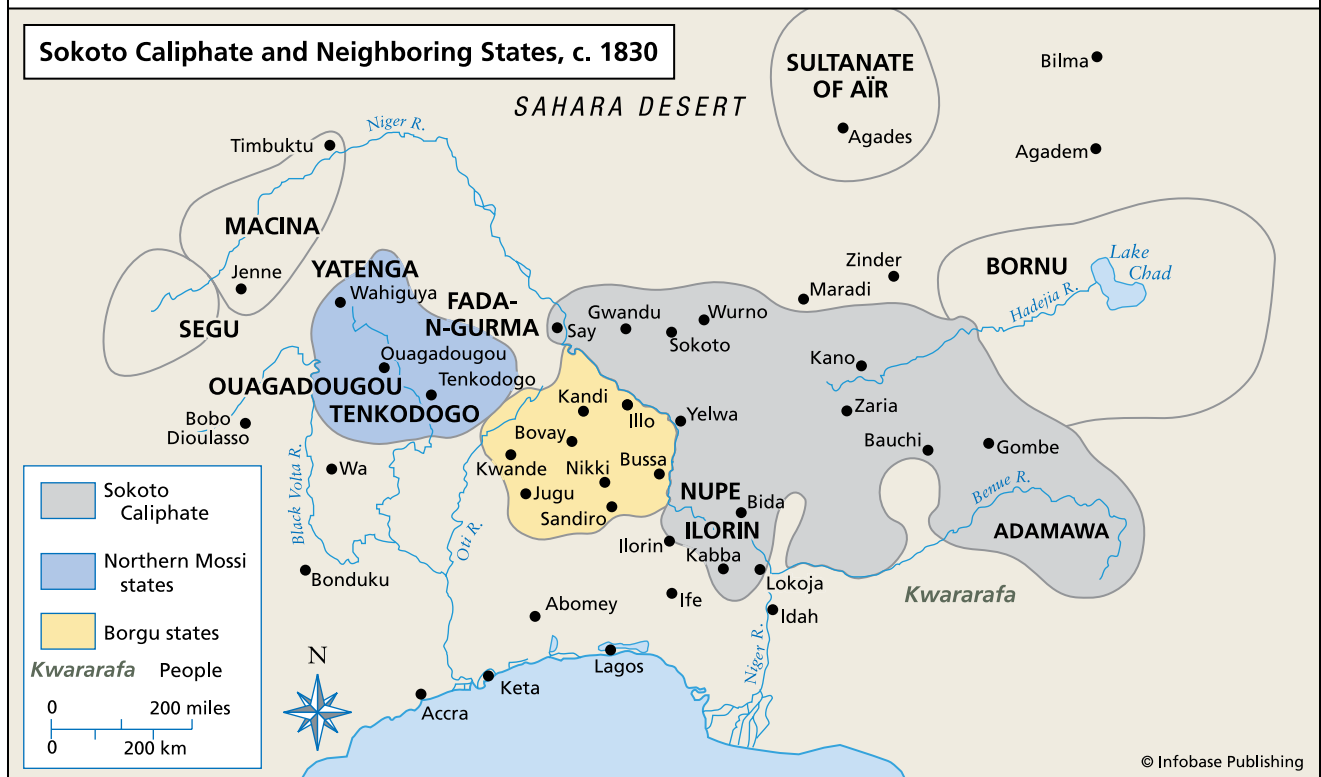 Sokoto Caliphate and Neighboring States, c. 1830
SAHARA DESERT
SULTANATE
OF AÏR
Agades
Bilma
Agadem
Niger R.
Timbuktu
MACINA
Jenne
SEGU
YATENGA
Wahiguya
FADA-
N-GURMA
Ouagadougou
OUAGADOUGOU
Tenkodogo
TENKODOGO
Bobo
Dioulasso
Wa
Black Volta R.
Bonduku
Oti R.
Say
Gwandu
Wurno
Sokoto
Maradi
Zinder
BORNU
Lake
Chad
Hadejia R.
Kano
Zaria
Bauchi
Gombe
Benue R.
ADAMAWA
Kwararafa
Kandi
Illo
Yelwa
Bovay
Kwande
Nikki
Bussa
Jugu
Sandiro
NUPE
Bida
ILORIN
Ilorin
Kabba
Lokoja
Ife
Idah
Abomey
Niger R.
Lagos
Keta
Accra
Sokoto
Caliphate
Northern Mossi
states
Borgu states
Kwararafa People
N
0 200 miles
0 200 km
© Infobase Publishing